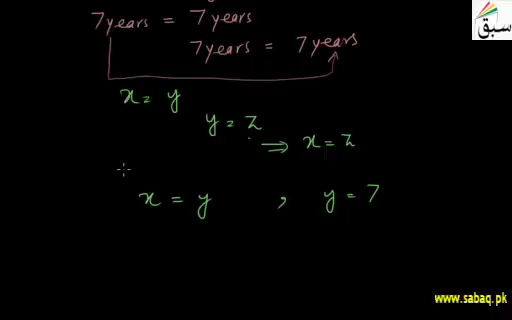 7years = 7years
سبق
7years = 7years
x = y
y = z
⇒ x = z
x = y , y = 7
www.sabaq.pk